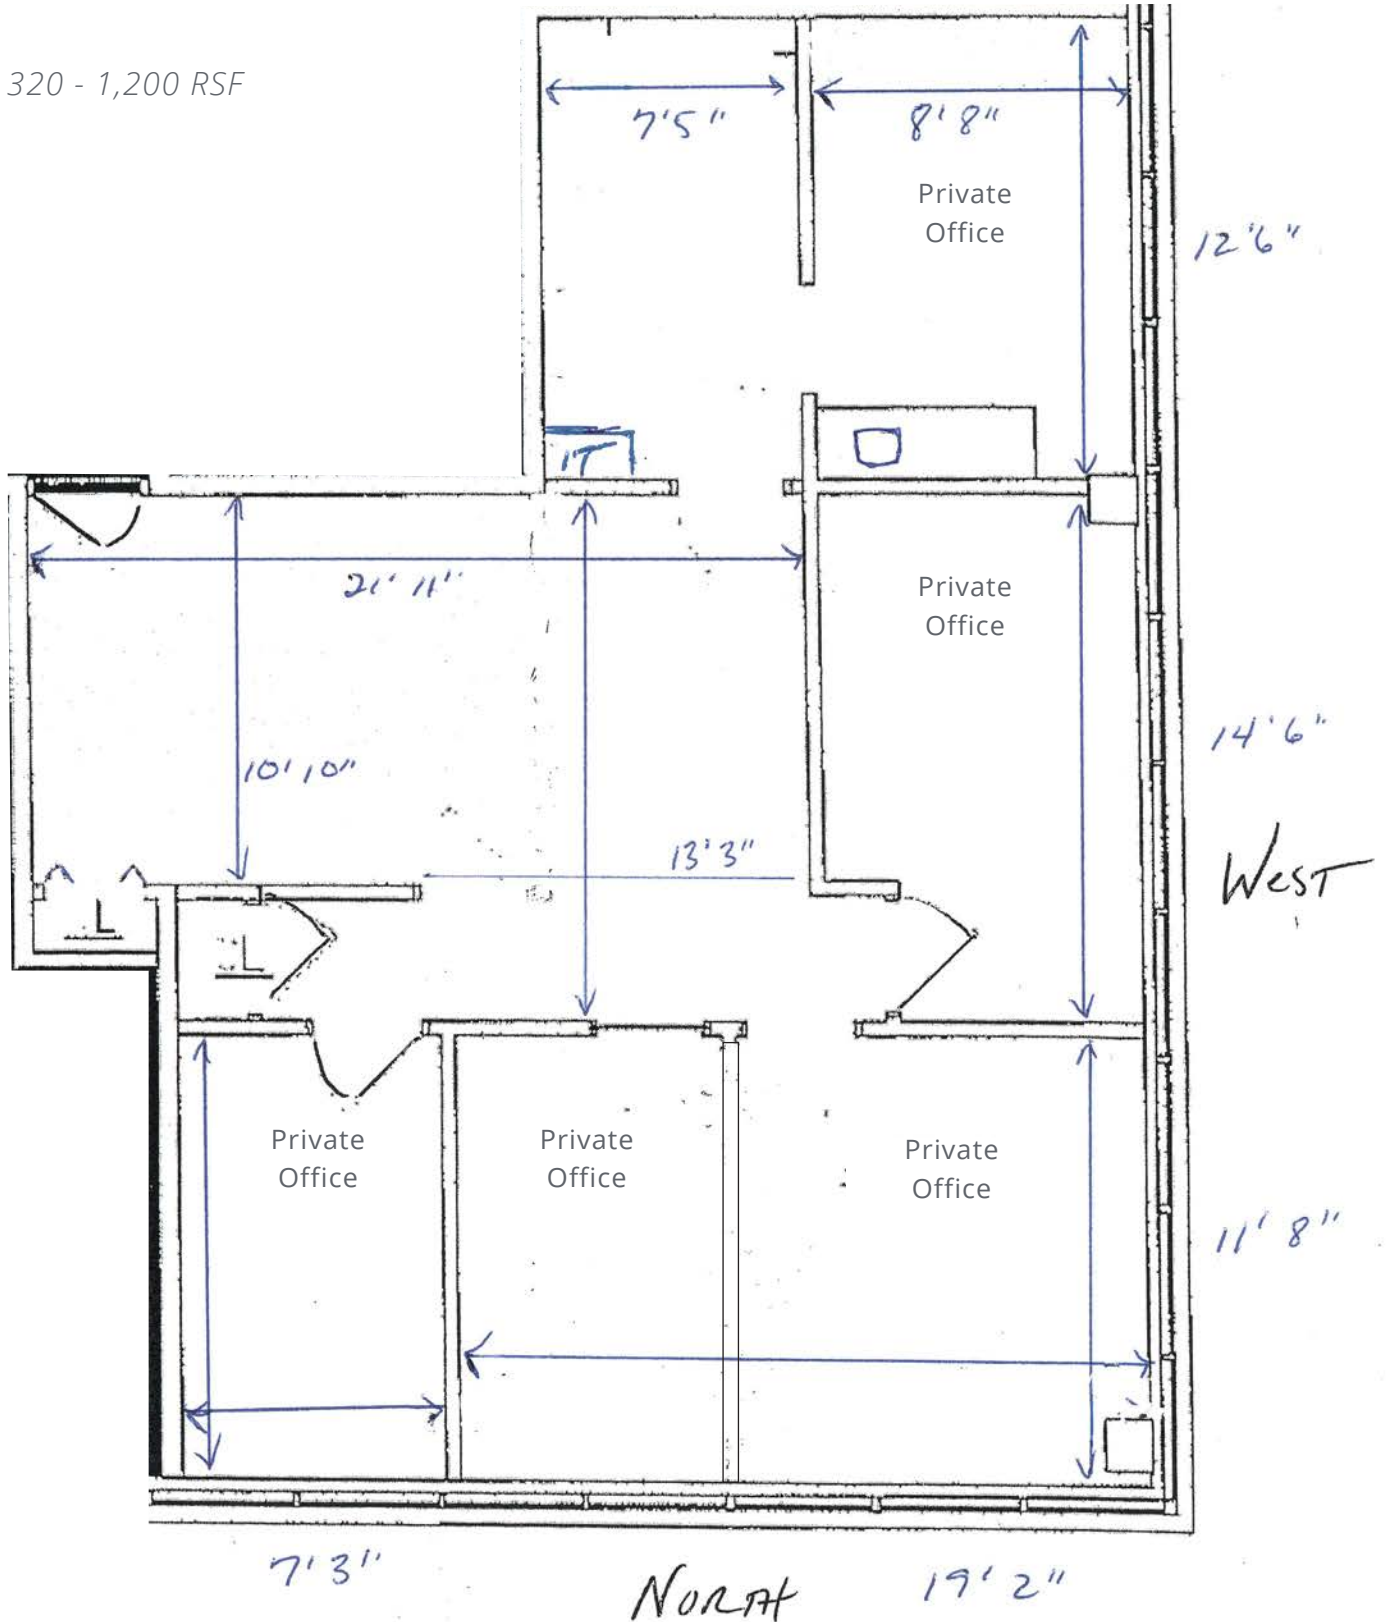 320 - 1,200 RSF
7'5"
8'8"
Private
Office
12'6"
IT
21'11"
Private
Office
14'6"
10'10"
13'3"
West
L
L
Private
Office
Private
Office
Private
Office
11'8"
7'3"
North
19'2"